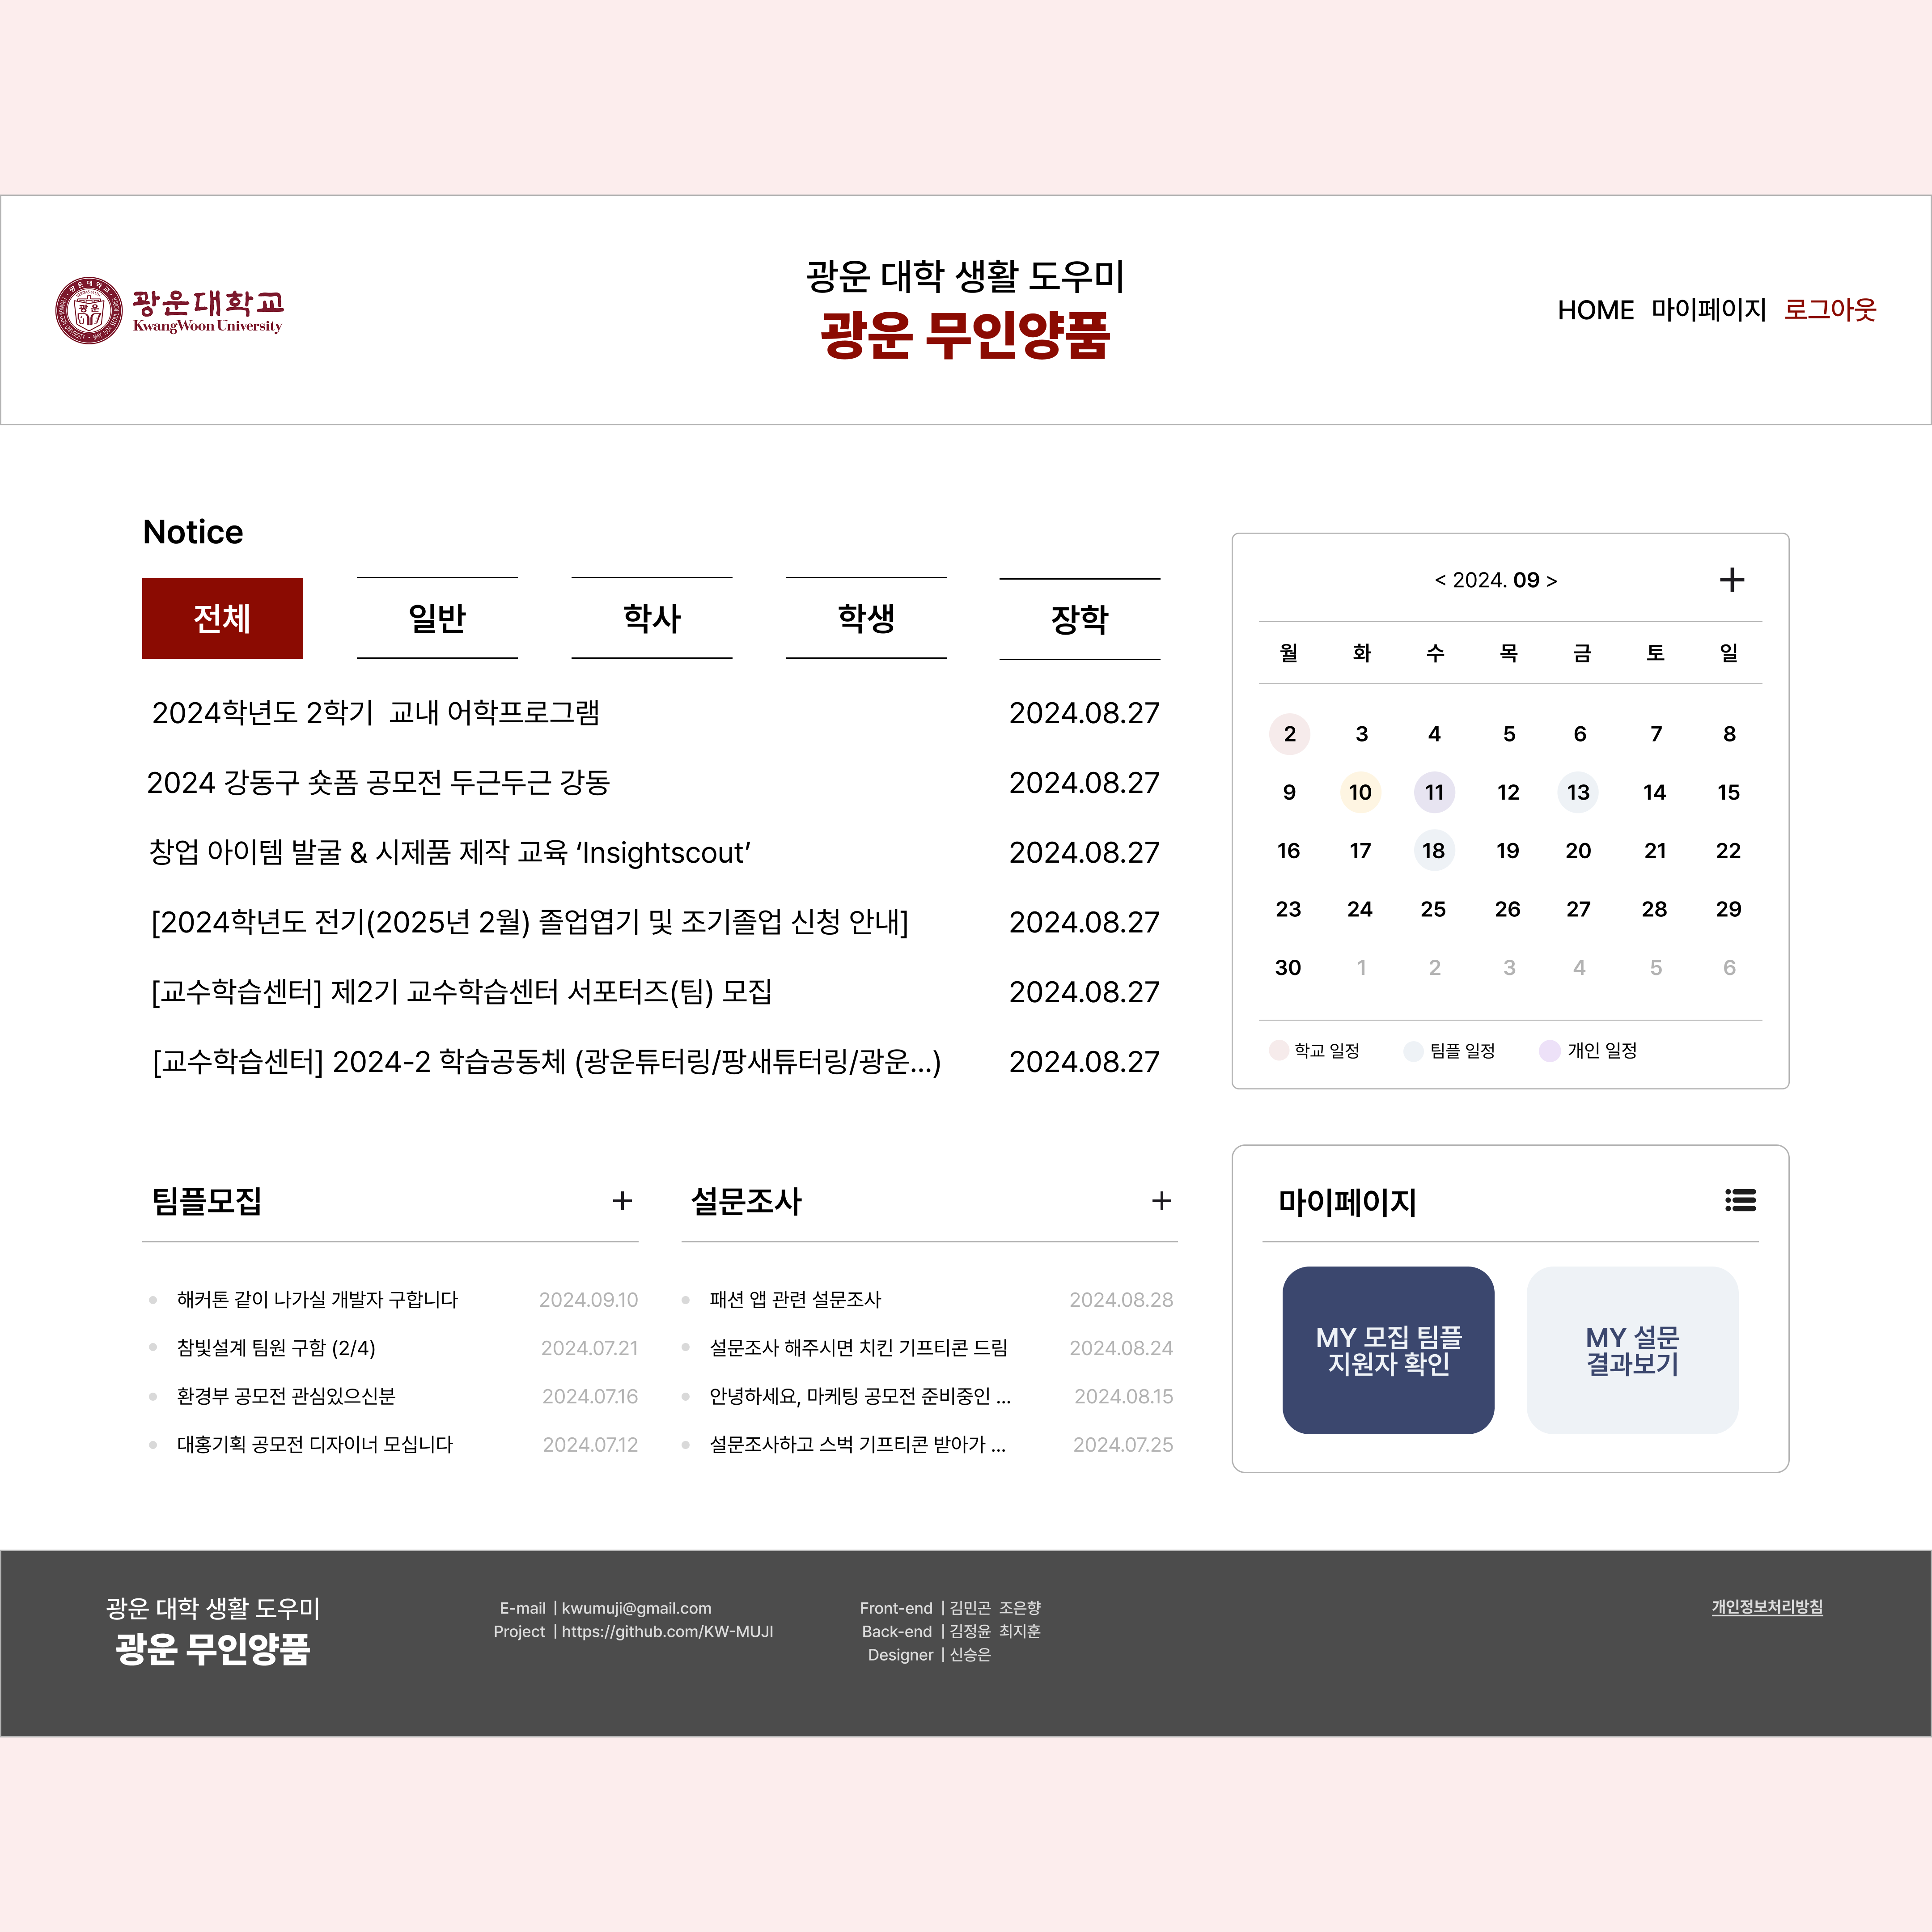 광운대학교
KwangWoon University
광운 대학 생활 도우미
광운 무인양품
HOME 마이페이지 로그아웃
Notice
전체 일반 학사 학생 장학
2024학년도 2학기 교내 어학프로그램 2024.08.27
2024 강동구 숏폼 공모전 두근두근 강동 2024.08.27
창업 아이템 발굴 & 시제품 제작 교육 ‘Insightscout’ 2024.08.27
[2024학년도 전기(2025년 2월) 졸업엽기 및 조기졸업 신청 안내] 2024.08.27
[교수학습센터] 제2기 교수학습센터 서포터즈(팀) 모집 2024.08.27
[교수학습센터] 2024-2 학습공동체 (광운튜터링/팡새튜터링/광운...) 2024.08.27
< 2024. 09 > +
월 화 수 목 금 토 일
2 3 4 5 6 7 8
9 10 11 12 13 14 15
16 17 18 19 20 21 22
23 24 25 26 27 28 29
30 1 2 3 4 5 6
학교 일정 팀플 일정 개인 일정
팀플모집 +
해커톤 같이 나가실 개발자 구합니다 2024.09.10
참빛설계 팀원 구함 (2/4) 2024.07.21
환경부 공모전 관심있으신분 2024.07.16
대홍기획 공모전 디자이너 모십니다 2024.07.12
설문조사 +
패션 앱 관련 설문조사 2024.08.28
설문조사 해주시면 치킨 기프티콘 드림 2024.08.24
안녕하세요, 마케팅 공모전 준비중인 ... 2024.08.15
설문조사하고 스벅 기프티콘 받아가 ... 2024.07.25
마이페이지
MY 모집 팀플
지원자 확인
MY 설문
결과보기
광운 대학 생활 도우미
광운 무인양품
E-mail | kwumuji@gmail.com
Project | https://github.com/KW-MUJI
Front-end | 김민곤 조은향
Back-end | 김정윤 최지훈
Designer | 신승은
개인정보처리방침